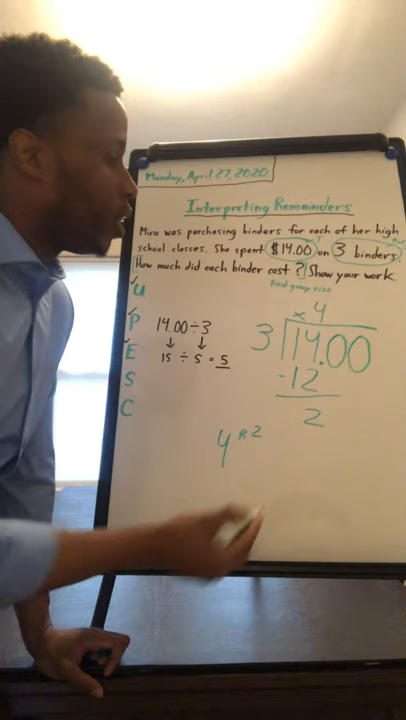 Monday, April 27, 2020
Interpreting Remainders
Miro was purchasing binders for each of her high
school classes. She spent $14.00 on 3 binders.
How much did each binder cost? Show your work.
Find group size
✓U
✓P
✓E
S
C
14.00 ÷ 3
↓ ↓
15 ÷ 5 = 5
x 4
3 14.00
-12
2
4 R2